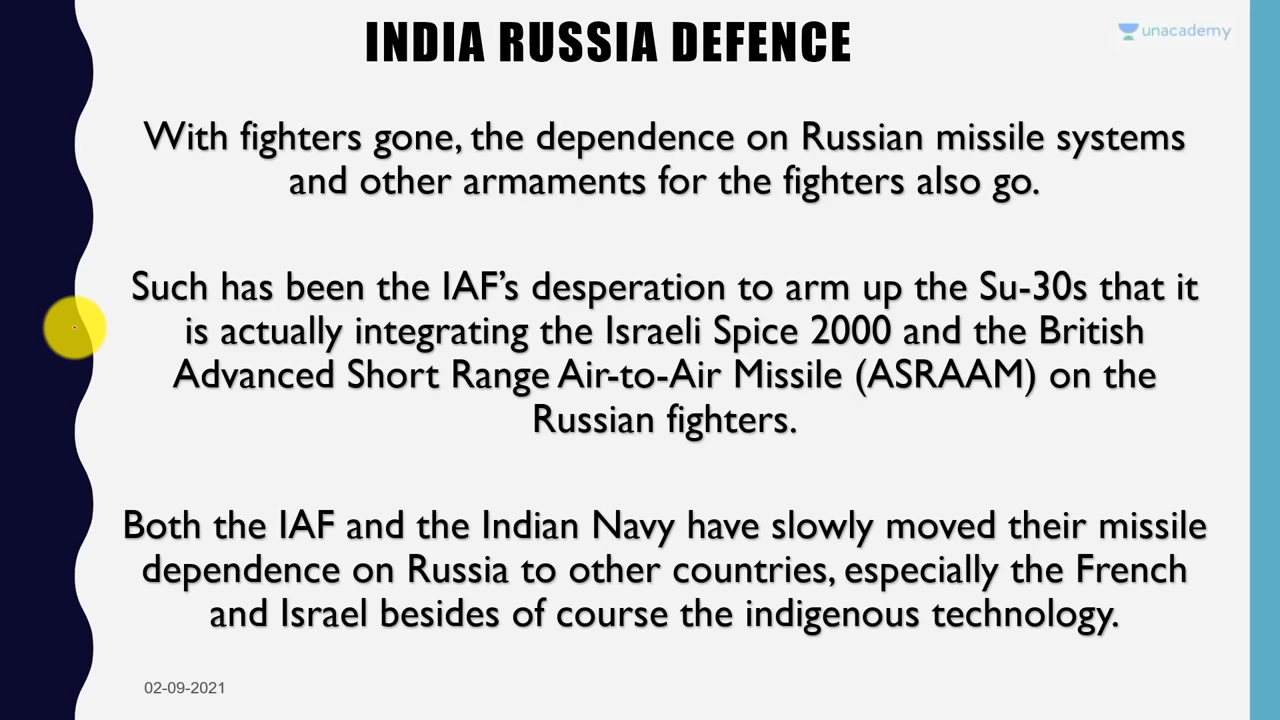 INDIA RUSSIA DEFENCE
unacademy
With fighters gone, the dependence on Russian missile systems
and other armaments for the fighters also go.
Such has been the IAF’s desperation to arm up the Su-30s that it
is actually integrating the Israeli Spice 2000 and the British
Advanced Short Range Air-to-Air Missile (ASRAAM) on the
Russian fighters.
Both the IAF and the Indian Navy have slowly moved their missile
dependence on Russia to other countries, especially the French
and Israel besides of course the indigenous technology.
02-09-2021